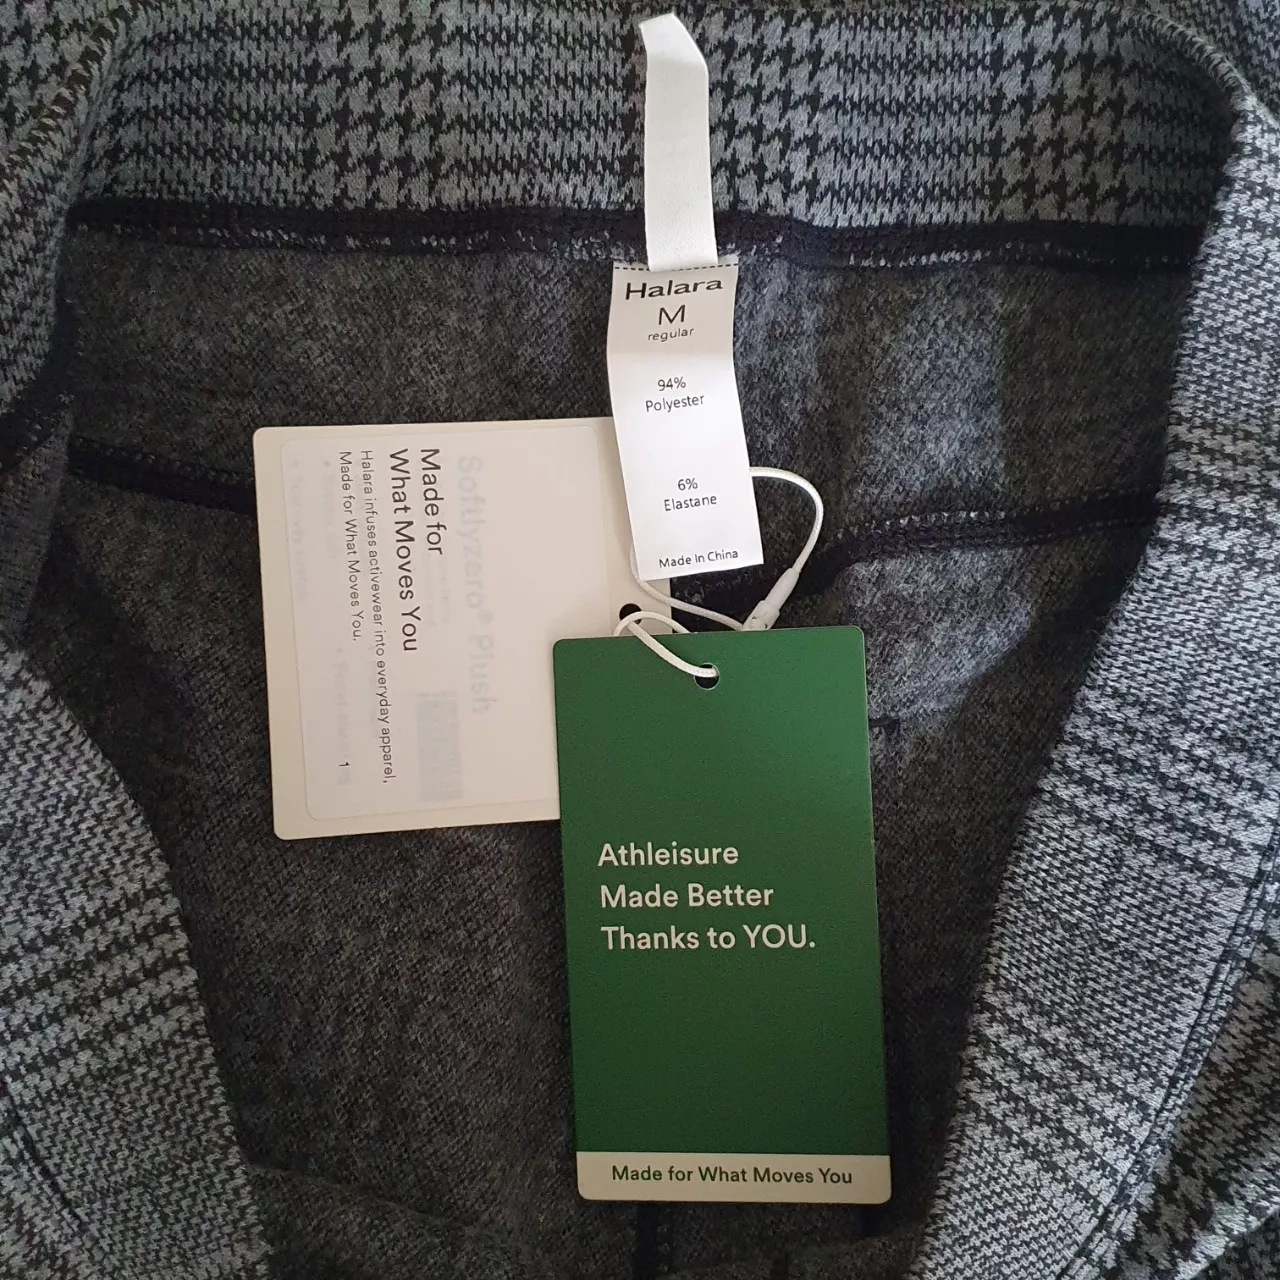 Halara
M
regular
94%
Polyester
6%
Elastane
Made In China
Softlyzero® Plush
Made for
What Moves You
Halara infuses activewear into everyday apparel,
Made for What Moves You.
1
Athleisure
Made Better
Thanks to YOU.
Made for What Moves You